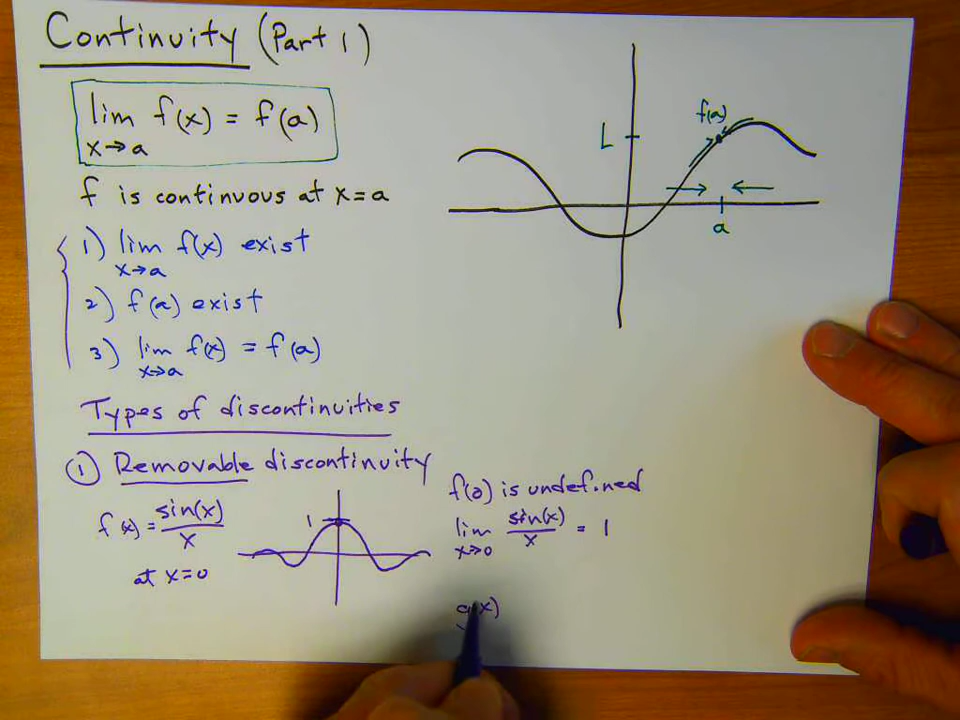 Continuity (Part 1)
lim f(x) = f(a)
x→a
f is continuous at x=a
1) lim f(x) exist
x→a
2) f(a) exist
3) lim f(x) = f(a)
x→a
Types of discontinuities
① Removable discontinuity
f(x) = sin(x)
x
at x=0
1
f(0) is undefined
lim sin(x) = 1
x→0 x
g(x)
L
f(a)
a